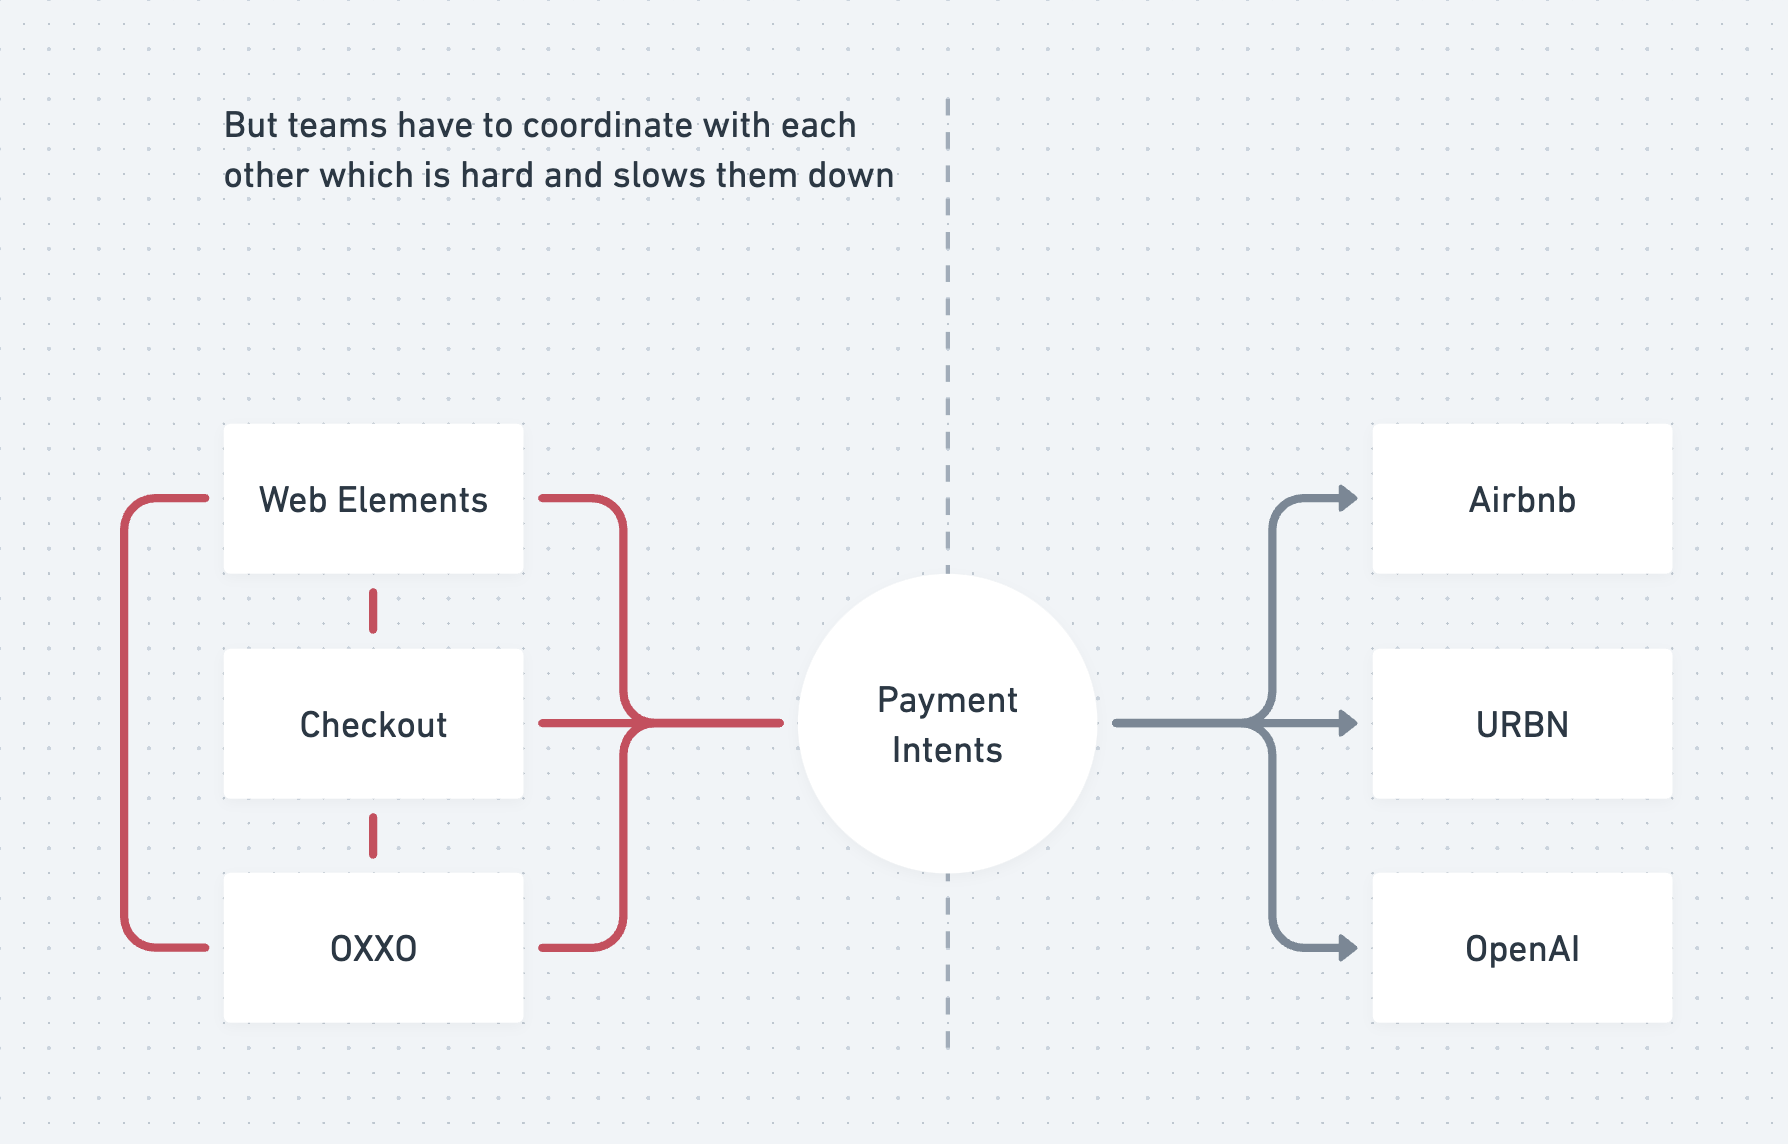 But teams have to coordinate with each
other which is hard and slows them down
Web Elements
Checkout
OXXO
Payment
Intents
Airbnb
URBN
OpenAI